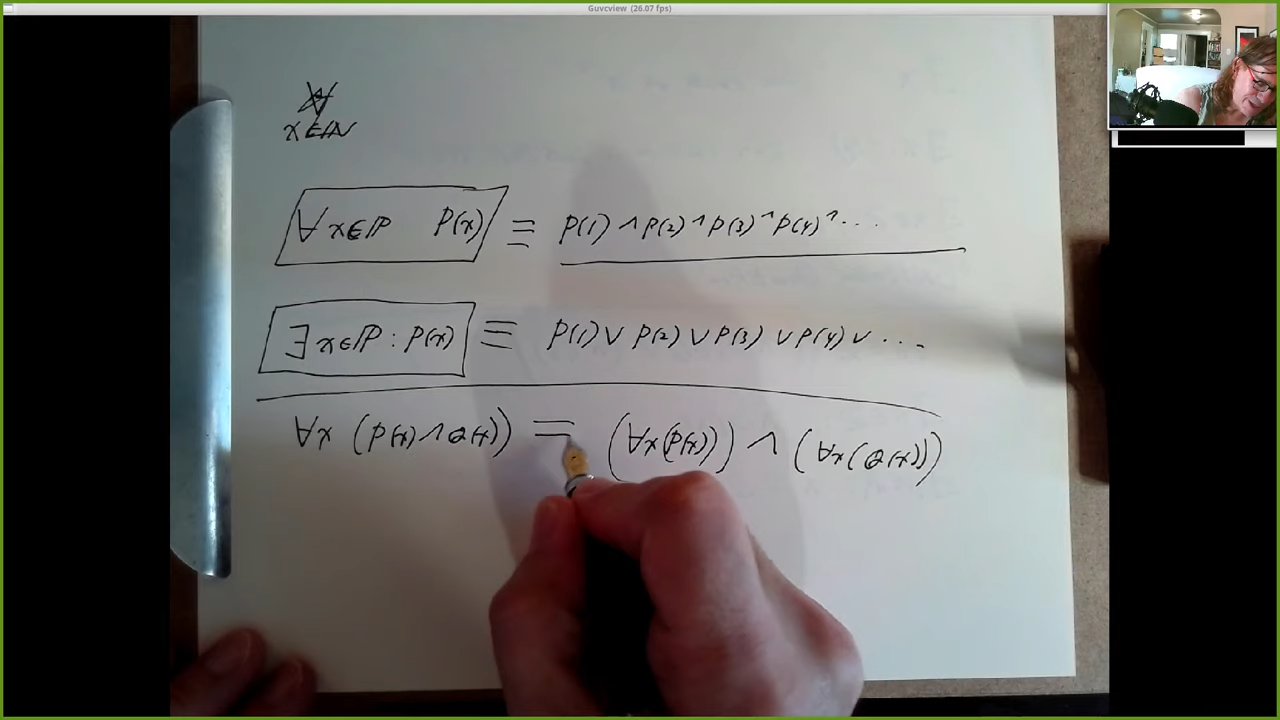 Guvcview (26.07 fps)
∀
x∈ℕ
∀x∈ℙ P(x) ≡ P(1) ∧ P(2) ∧ P(3) ∧ P(4) ∧ ...
∃x∈ℙ : P(x) ≡ P(1) ∨ P(2) ∨ P(3) ∨ P(4) ∨ ...
∀x (P(x) ∧ Q(x)) = (∀x(P(x))) ∧ (∀x(Q(x)))